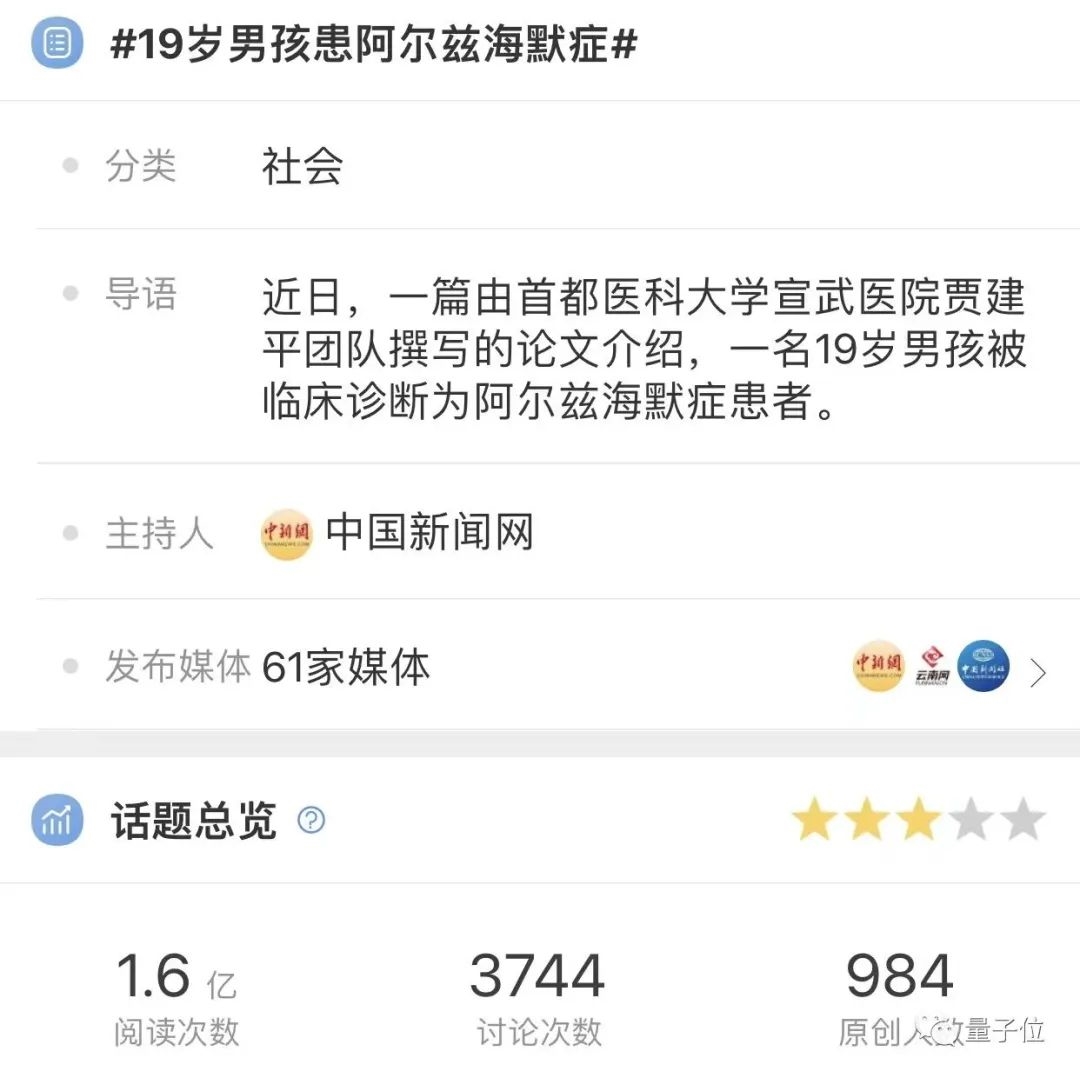 #19岁男孩患阿尔兹海默症#
分类 社会
导语 近日，一篇由首都医科大学宣武医院贾建
平团队撰写的论文介绍，一名19岁男孩被
临床诊断为阿尔兹海默症患者。
主持人 中新網 中国新闻网
发布媒体 61家媒体 中新網 云南网 中国新闻社
话题总览 ?
1.6 亿 3744 984
阅读次数 讨论次数 原创人数
量子位